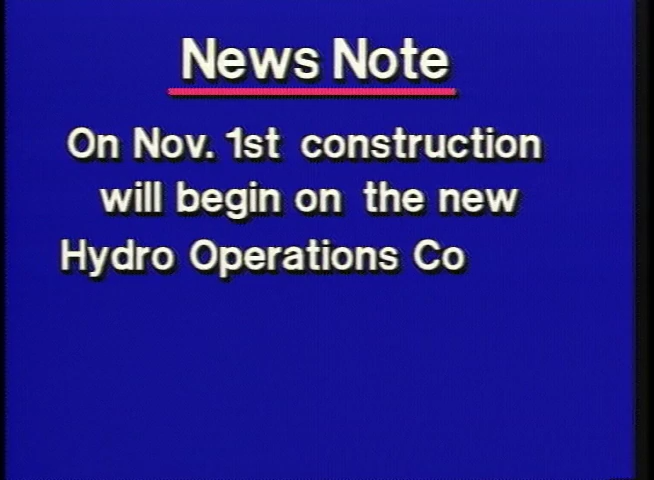 News Note
On Nov. 1st construction
will begin on the new
Hydro Operations Co